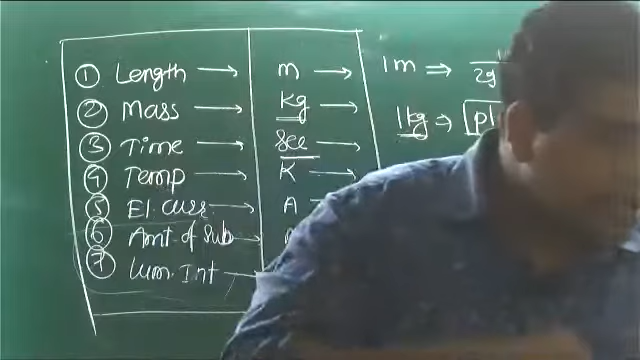 ① Length → m → 1m ⇒
② Mass → Kg → 1kg ⇒ pl
③ Time → Sec →
④ Temp → K
⑤ El. Curr. → A
⑥ Amt. of Sub →
⑦ Lum. Int →